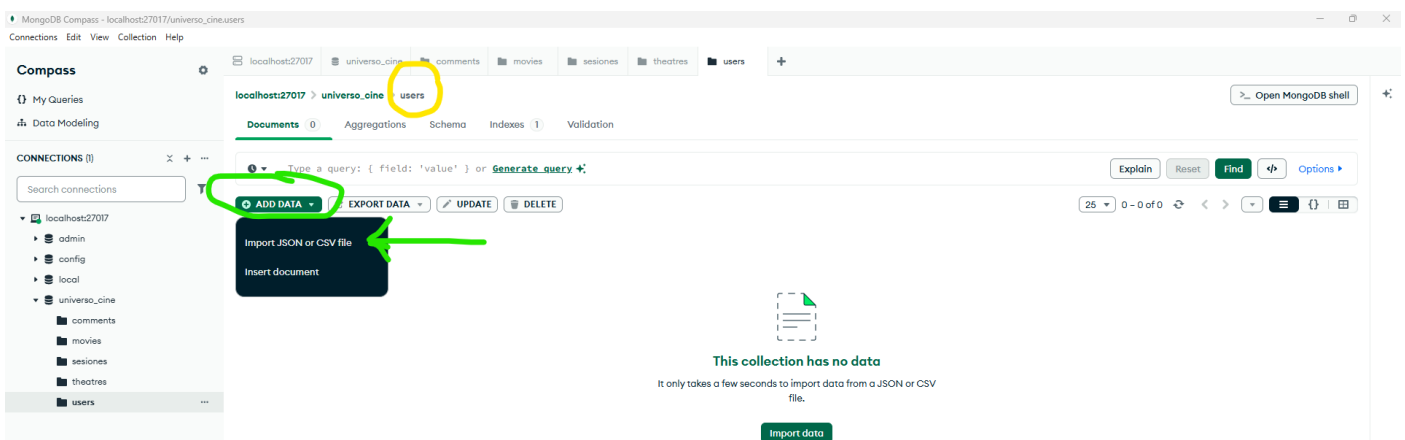 MongoDB Compass - localhost:27017/universo_cine.users
Connections Edit View Collection Help
Compass
{} My Queries
Data Modeling
CONNECTIONS (1)
Search connections
localhost:27017
admin
config
local
universo_cine
comments
movies
sesiones
theatres
users
localhost:27017 universo_cine comments movies sesiones theatres users
localhost:27017 > universo_cine > users
>_ Open MongoDB shell
Documents 0 Aggregations Schema Indexes 1 Validation
Type a query: { field: 'value' } or Generate query
Explain Reset Find </> Options
ADD DATA EXPORT DATA UPDATE DELETE
25 0 – 0 of 0 {}
Import JSON or CSV file
Insert document
This collection has no data
It only takes a few seconds to import data from a JSON or CSV
file.
Import data